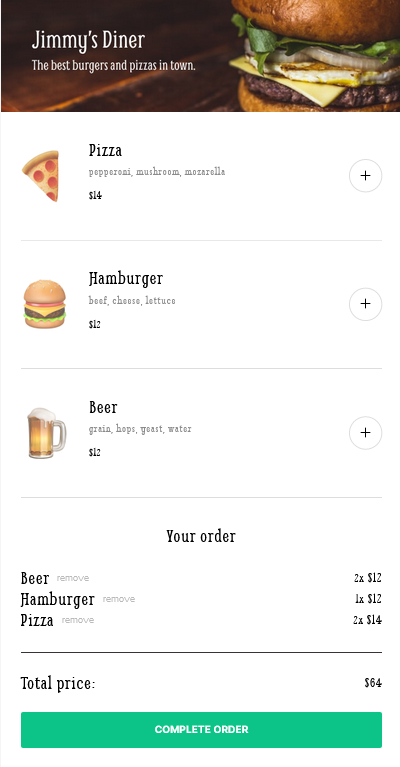 Jimmy's Diner
The best burgers and pizzas in town.
Pizza
pepperoni, mushroom, mozarella
$14
+
Hamburger
beef, cheese, lettuce
$12
+
Beer
grain, hops, yeast, water
$12
+
Your order
Beer remove 2x $12
Hamburger remove 1x $12
Pizza remove 2x $14
Total price: $64
COMPLETE ORDER